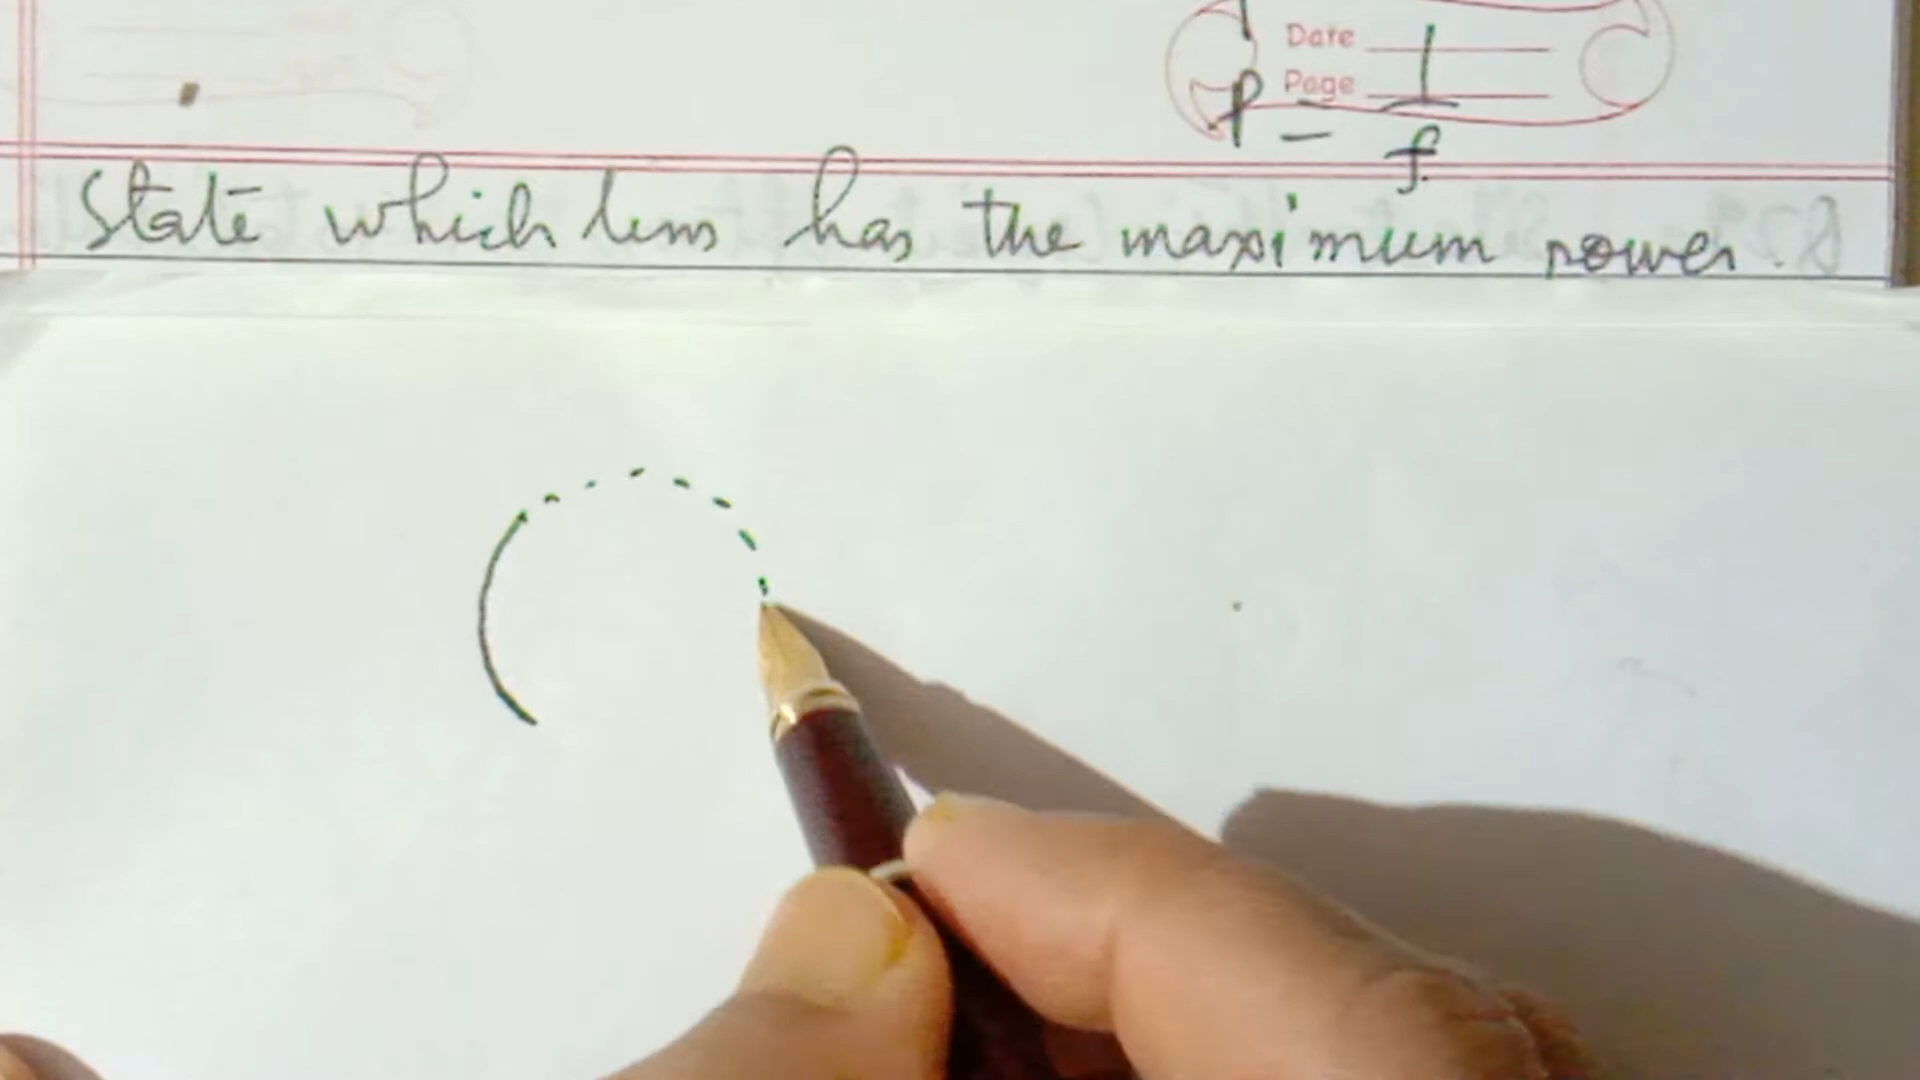 Date
Page
P = 1/f
State which lens has the maximum power.